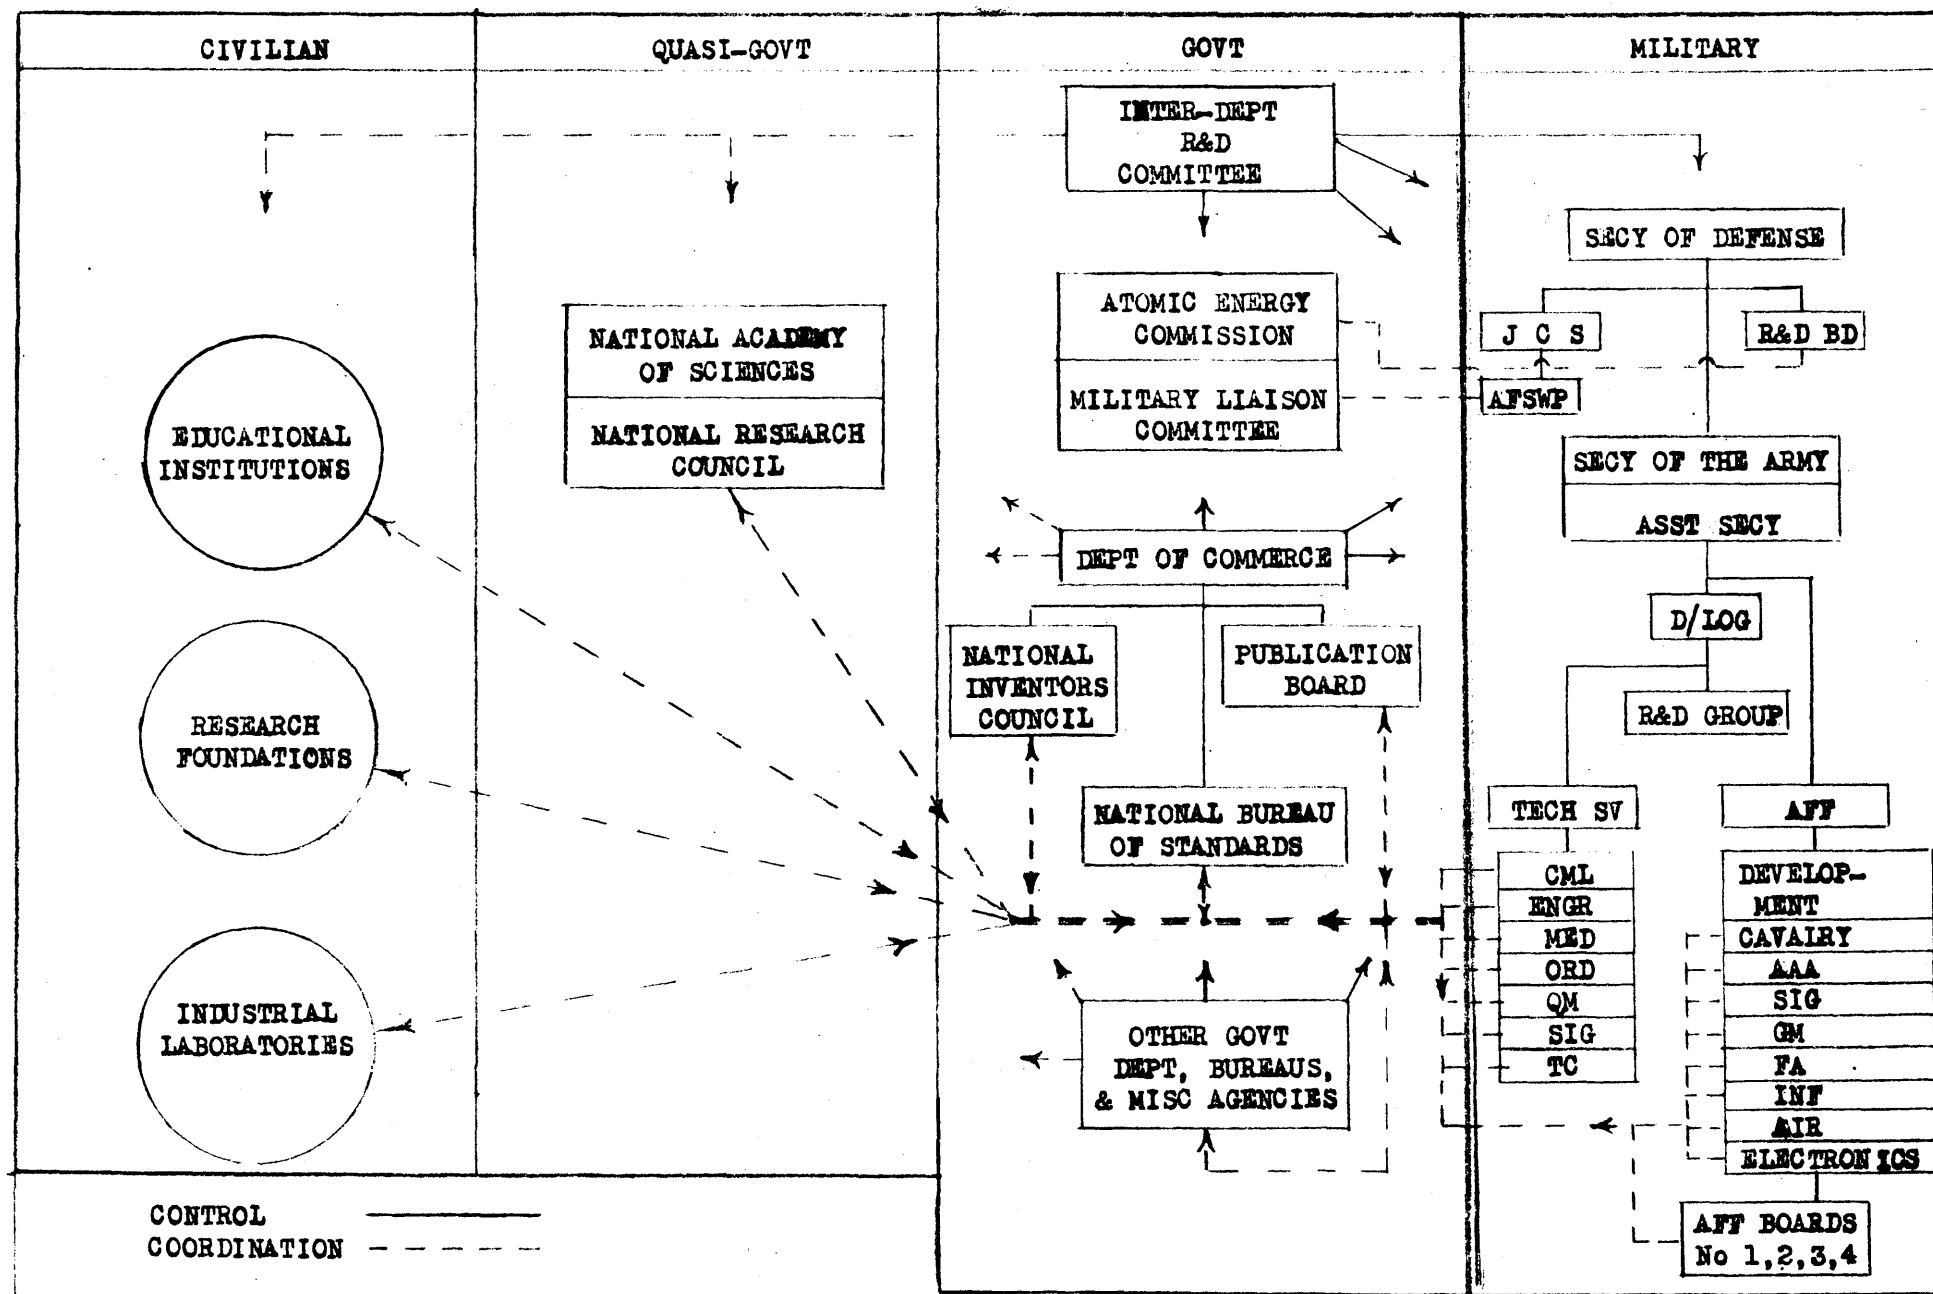 CIVILIAN
QUASI-GOVT
GOVT
MILITARY
INTER-DEPT
R&D
COMMITTEE
SECY OF DEFENSE
ATOMIC ENERGY
COMMISSION
MILITARY LIAISON
COMMITTEE
J C S
R&D BD
AFSWP
NATIONAL ACADEMY
OF SCIENCES
NATIONAL RESEARCH
COUNCIL
EDUCATIONAL
INSTITUTIONS
SECY OF THE ARMY
ASST SECY
DEPT OF COMMERCE
D/LOG
NATIONAL
INVENTORS
COUNCIL
PUBLICATION
BOARD
R&D GROUP
RESEARCH
FOUNDATIONS
NATIONAL BUREAU
OF STANDARDS
TECH SV
AFF
CML
ENGR
MED
ORD
QM
SIG
TC
DEVELOP-
MENT
CAVALRY
AAA
SIG
GM
FA
INF
AIR
ELECTRONICS
INDUSTRIAL
LABORATORIES
OTHER GOVT
DEPT, BUREAUS,
& MISC AGENCIES
AFF BOARDS
No 1,2,3,4
CONTROL
COORDINATION